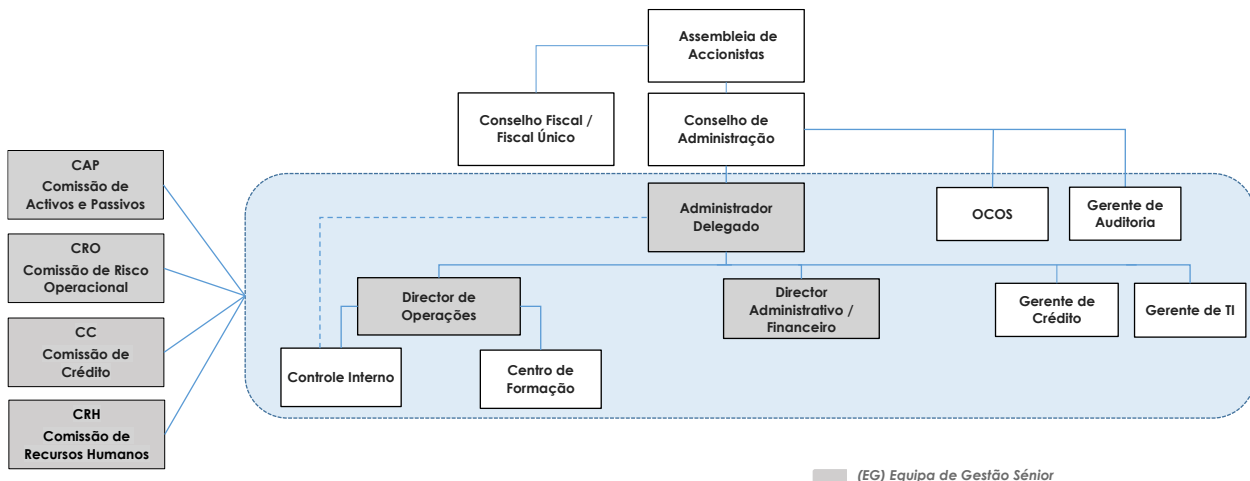 Assembleia de
Accionistas
Conselho Fiscal /
Fiscal Único
Conselho de
Administração
CAP
Comissão de
Activos e Passivos
CRO
Comissão de Risco
Operacional
CC
Comissão de
Crédito
CRH
Comissão de
Recursos Humanos
Administrador
Delegado
OCOS
Gerente de
Auditoria
Director de
Operações
Director
Administrativo /
Financeiro
Gerente de
Crédito
Gerente de TI
Controle Interno
Centro de
Formação
(EG) Equipa de Gestão Sénior